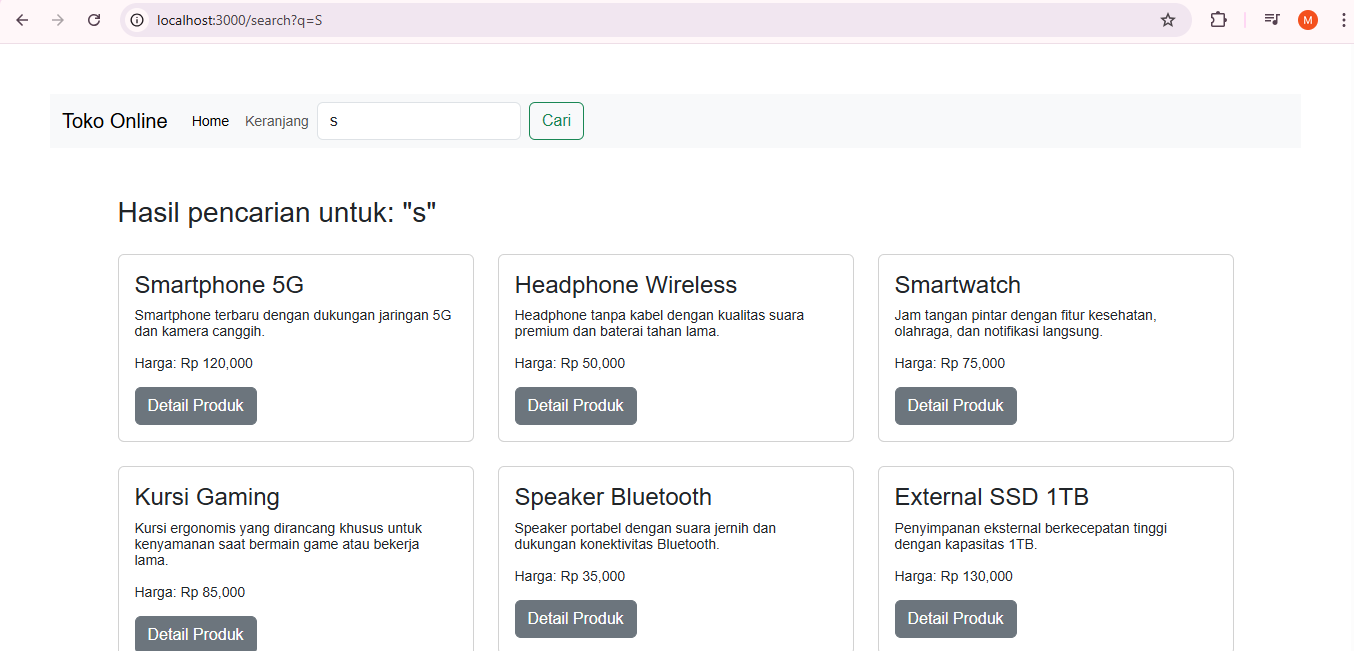 localhost:3000/search?q=S
M
Toko Online Home Keranjang s Cari
Hasil pencarian untuk: "s"
Smartphone 5G
Smartphone terbaru dengan dukungan jaringan 5G
dan kamera canggih.
Harga: Rp 120,000
Detail Produk
Headphone Wireless
Headphone tanpa kabel dengan kualitas suara
premium dan baterai tahan lama.
Harga: Rp 50,000
Detail Produk
Smartwatch
Jam tangan pintar dengan fitur kesehatan,
olahraga, dan notifikasi langsung.
Harga: Rp 75,000
Detail Produk
Kursi Gaming
Kursi ergonomis yang dirancang khusus untuk
kenyamanan saat bermain game atau bekerja
lama.
Harga: Rp 85,000
Detail Produk
Speaker Bluetooth
Speaker portabel dengan suara jernih dan
dukungan konektivitas Bluetooth.
Harga: Rp 35,000
Detail Produk
External SSD 1TB
Penyimpanan eksternal berkecepatan tinggi
dengan kapasitas 1TB.
Harga: Rp 130,000
Detail Produk